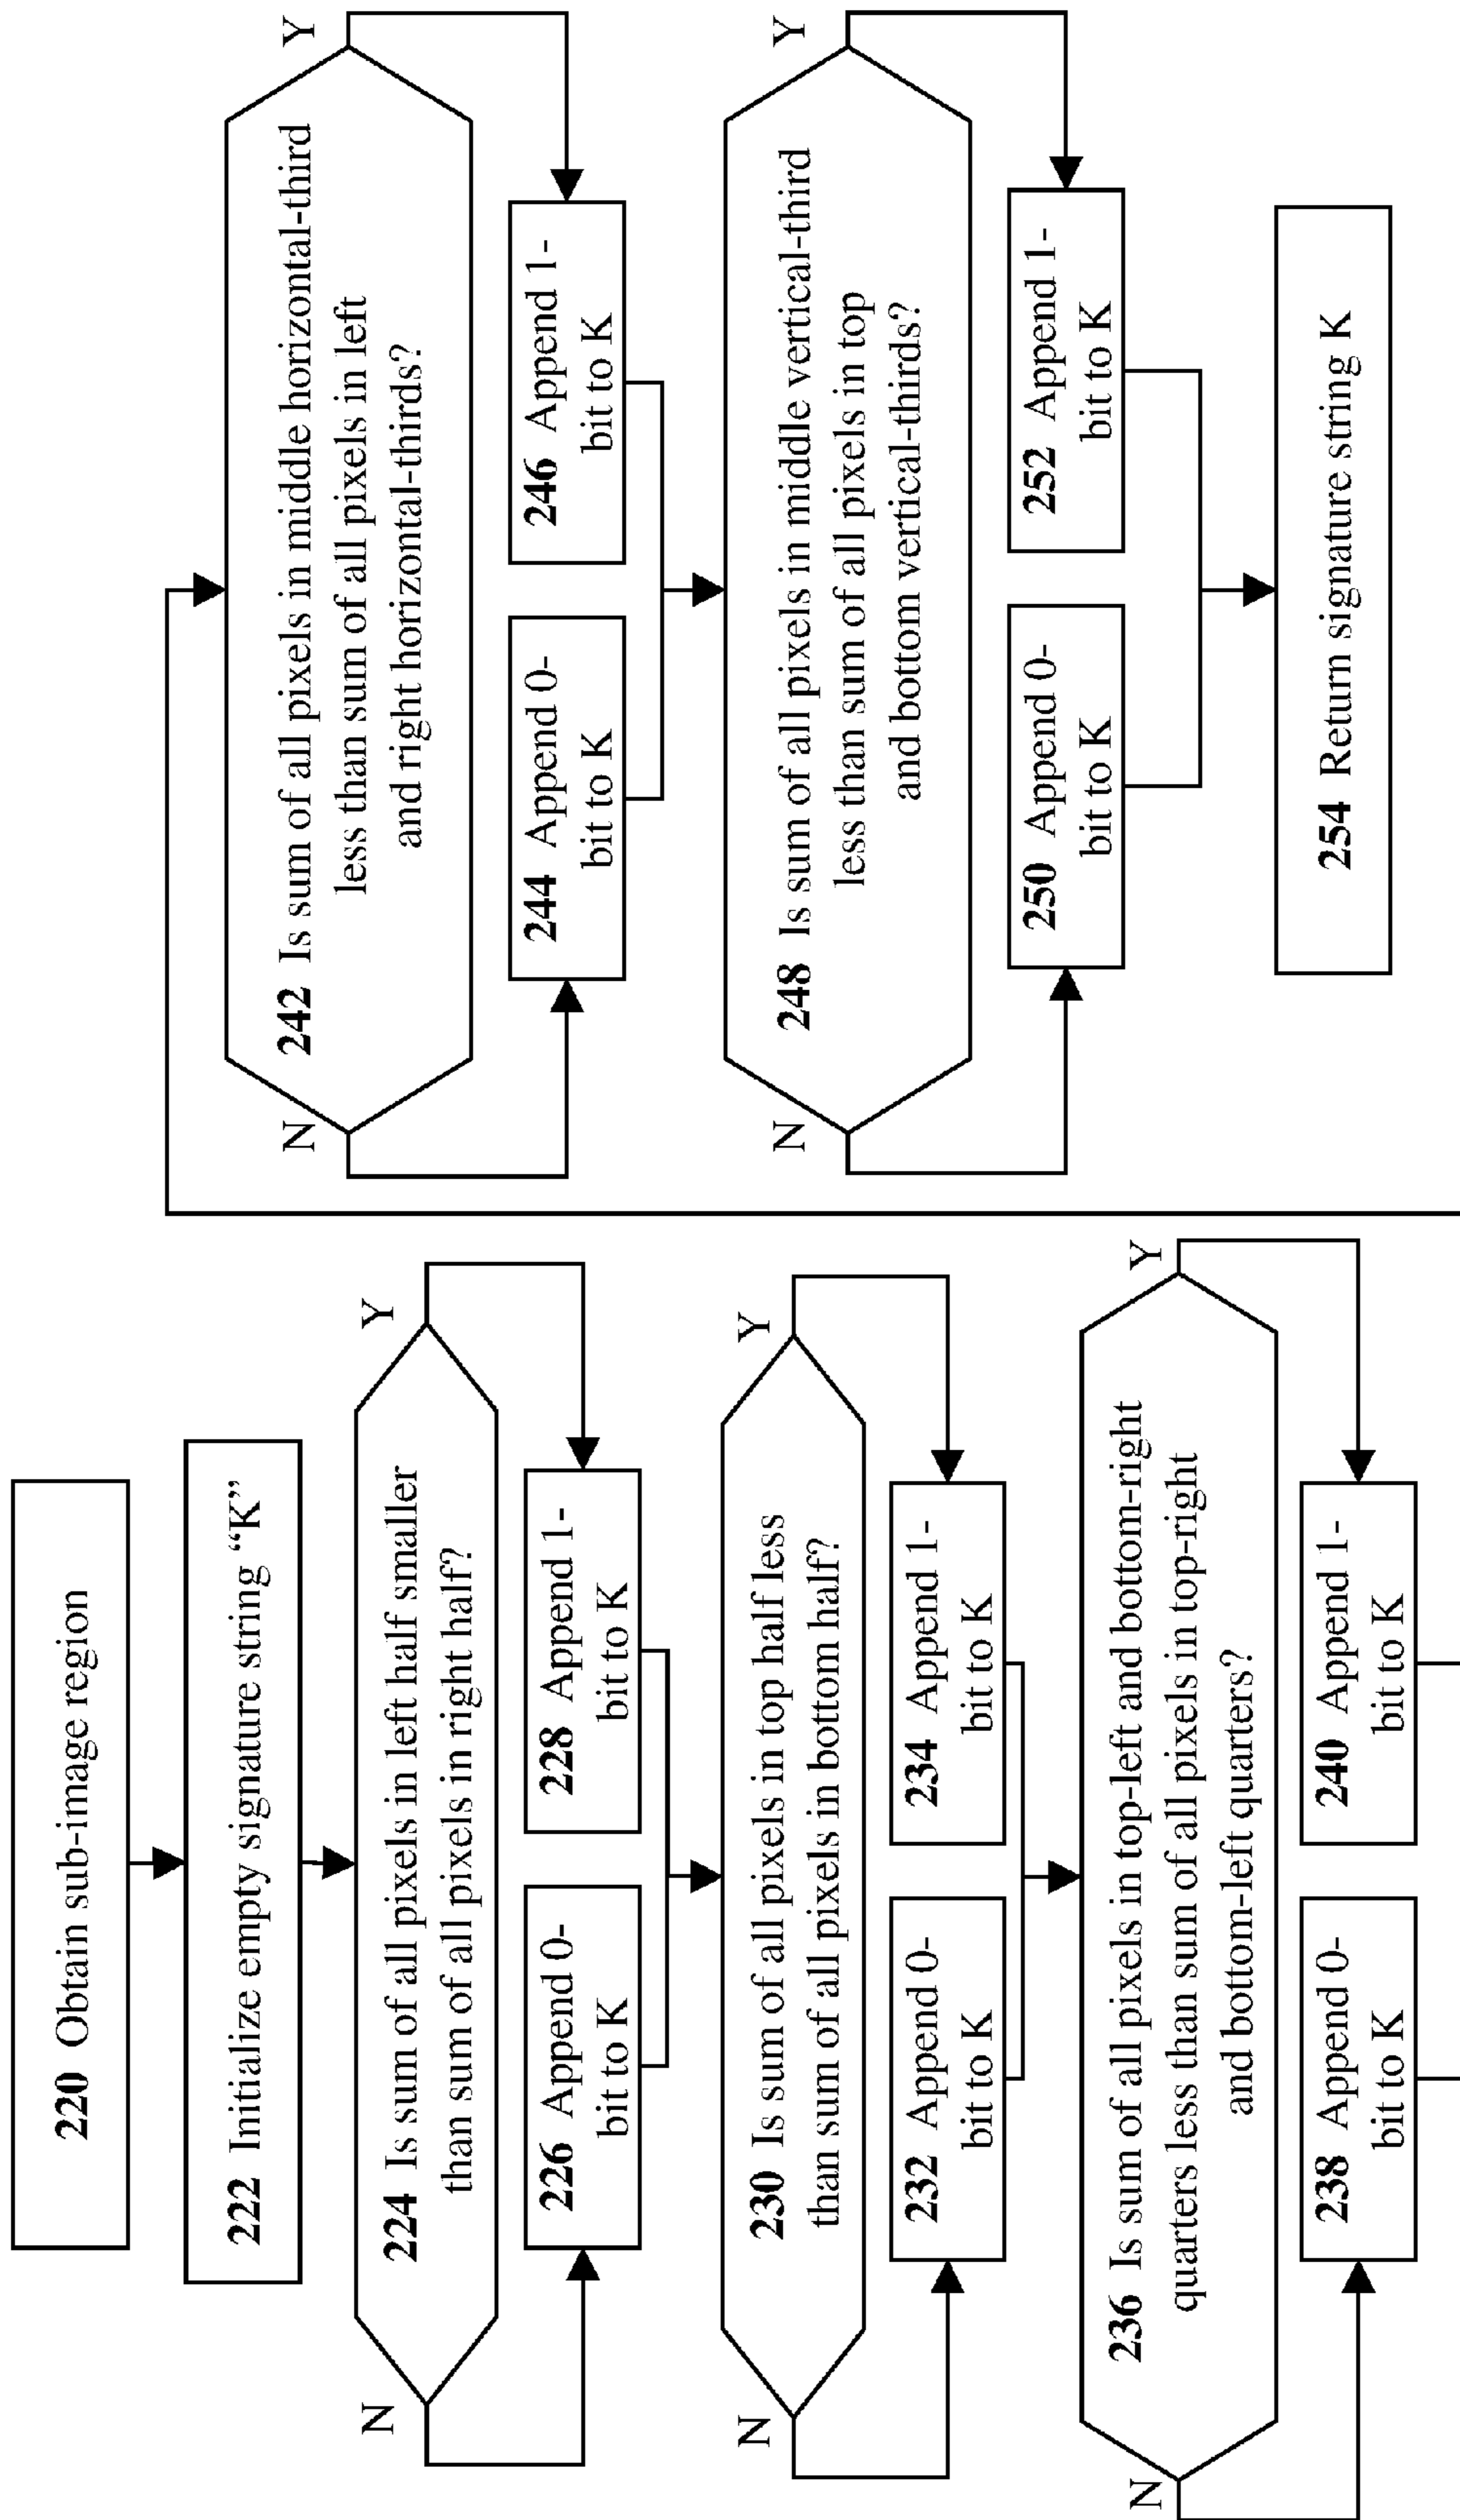 220 Obtain sub-image region
222 Initialize empty signature string “K”
224 Is sum of all pixels in left half smaller
than sum of all pixels in right half?
N
Y
226 Append 0-
bit to K
228 Append 1-
bit to K
230 Is sum of all pixels in top half less
than sum of all pixels in bottom half?
N
Y
232 Append 0-
bit to K
234 Append 1-
bit to K
236 Is sum of all pixels in top-left and bottom-right
quarters less than sum of all pixels in top-right
and bottom-left quarters?
N
Y
238 Append 0-
bit to K
240 Append 1-
bit to K
242 Is sum of all pixels in middle horizontal-third
less than sum of all pixels in left
and right horizontal-thirds?
N
Y
244 Append 0-
bit to K
246 Append 1-
bit to K
248 Is sum of all pixels in middle vertical-third
less than sum of all pixels in top
and bottom vertical-thirds?
N
Y
250 Append 0-
bit to K
252 Append 1-
bit to K
254 Return signature string K